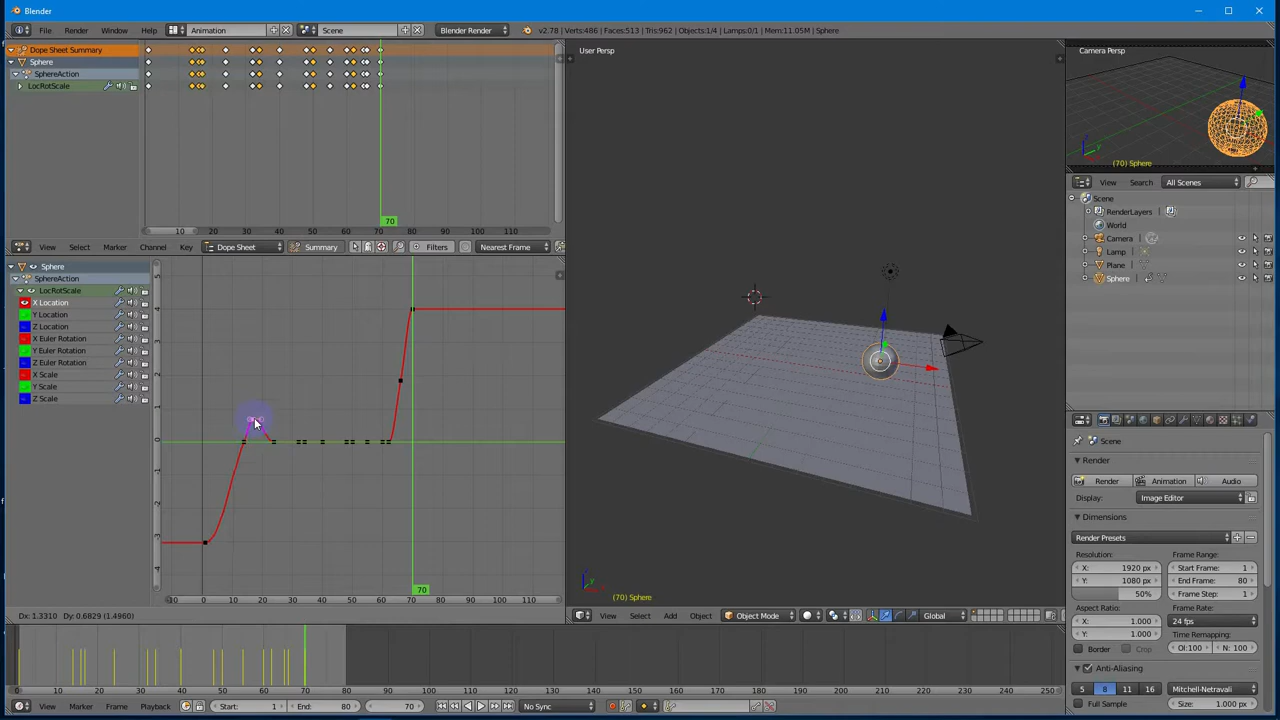 Blender
File Render Window Help Animation Scene Blender Render v2.78 | Verts:486 | Faces:513 | Tris:962 | Objects:1/4 | Lamps:0/1 | Mem:11.05M | Sphere
Dope Sheet Summary
Sphere
SphereAction
LocRotScale
70
10 20 30 40 50 60 70 80 90 100 110
View Select Marker Channel Key Dope Sheet Summary Filters Nearest Frame
Sphere
SphereAction
LocRotScale
X Location
Y Location
Z Location
X Euler Rotation
Y Euler Rotation
Z Euler Rotation
X Scale
Y Scale
Z Scale
70
0 10 20 30 40 50 60 70 80 90 100 110
Dx: 1.3310 Dy: 0.6829 (1.4960)
User Persp
(70) Sphere
View Select Add Object Object Mode Global
Camera Persp
(70) Sphere
View Search All Scenes
Scene
RenderLayers
World
Camera
Lamp
Plane
Sphere
Scene
Render
Render Animation Audio
Display: Image Editor
Dimensions
Render Presets
Resolution: Frame Range:
X: 1920 px Start Frame: 1
Y: 1080 px End Frame: 80
50% Frame Step: 1
Aspect Ratio: Frame Rate:
X: 1.000 24 fps
Y: 1.000 Time Remapping:
Border Crop Ol:100 N: 100
Anti-Aliasing
5 8 11 16 Mitchell-Netravali
Full Sample Size: 1.000 px
0 10 20 30 40 50 60 70 80 90 100 110 120 130 140 150 160 170 180 190 200 210 220 230 240 250
View Marker Frame Playback Start: 1 End: 80 70 No Sync